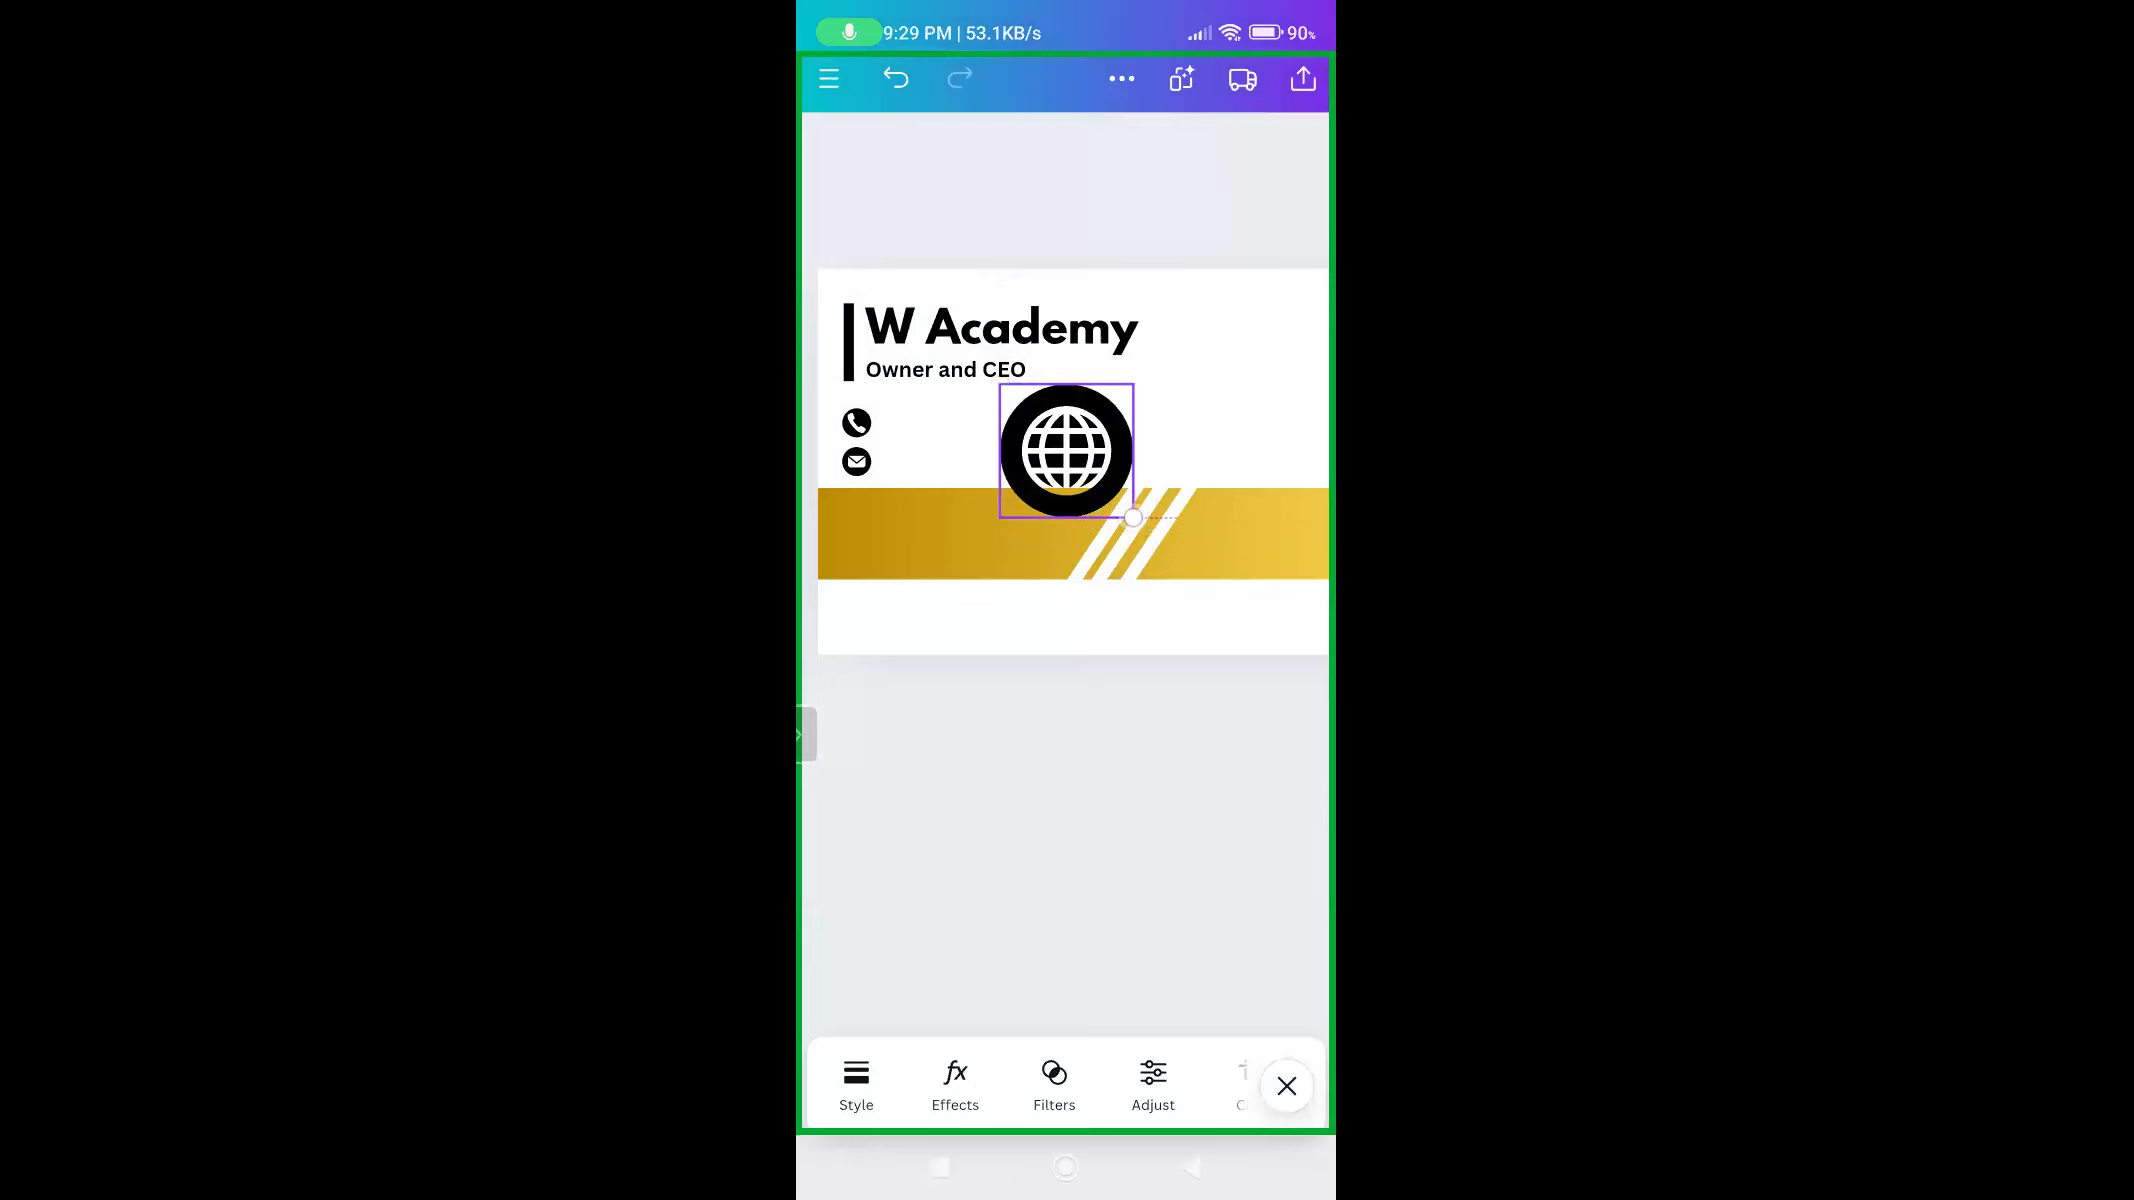 9:29 PM | 53.1KB/s 90%
W Academy
Owner and CEO
Style Effects Filters Adjust